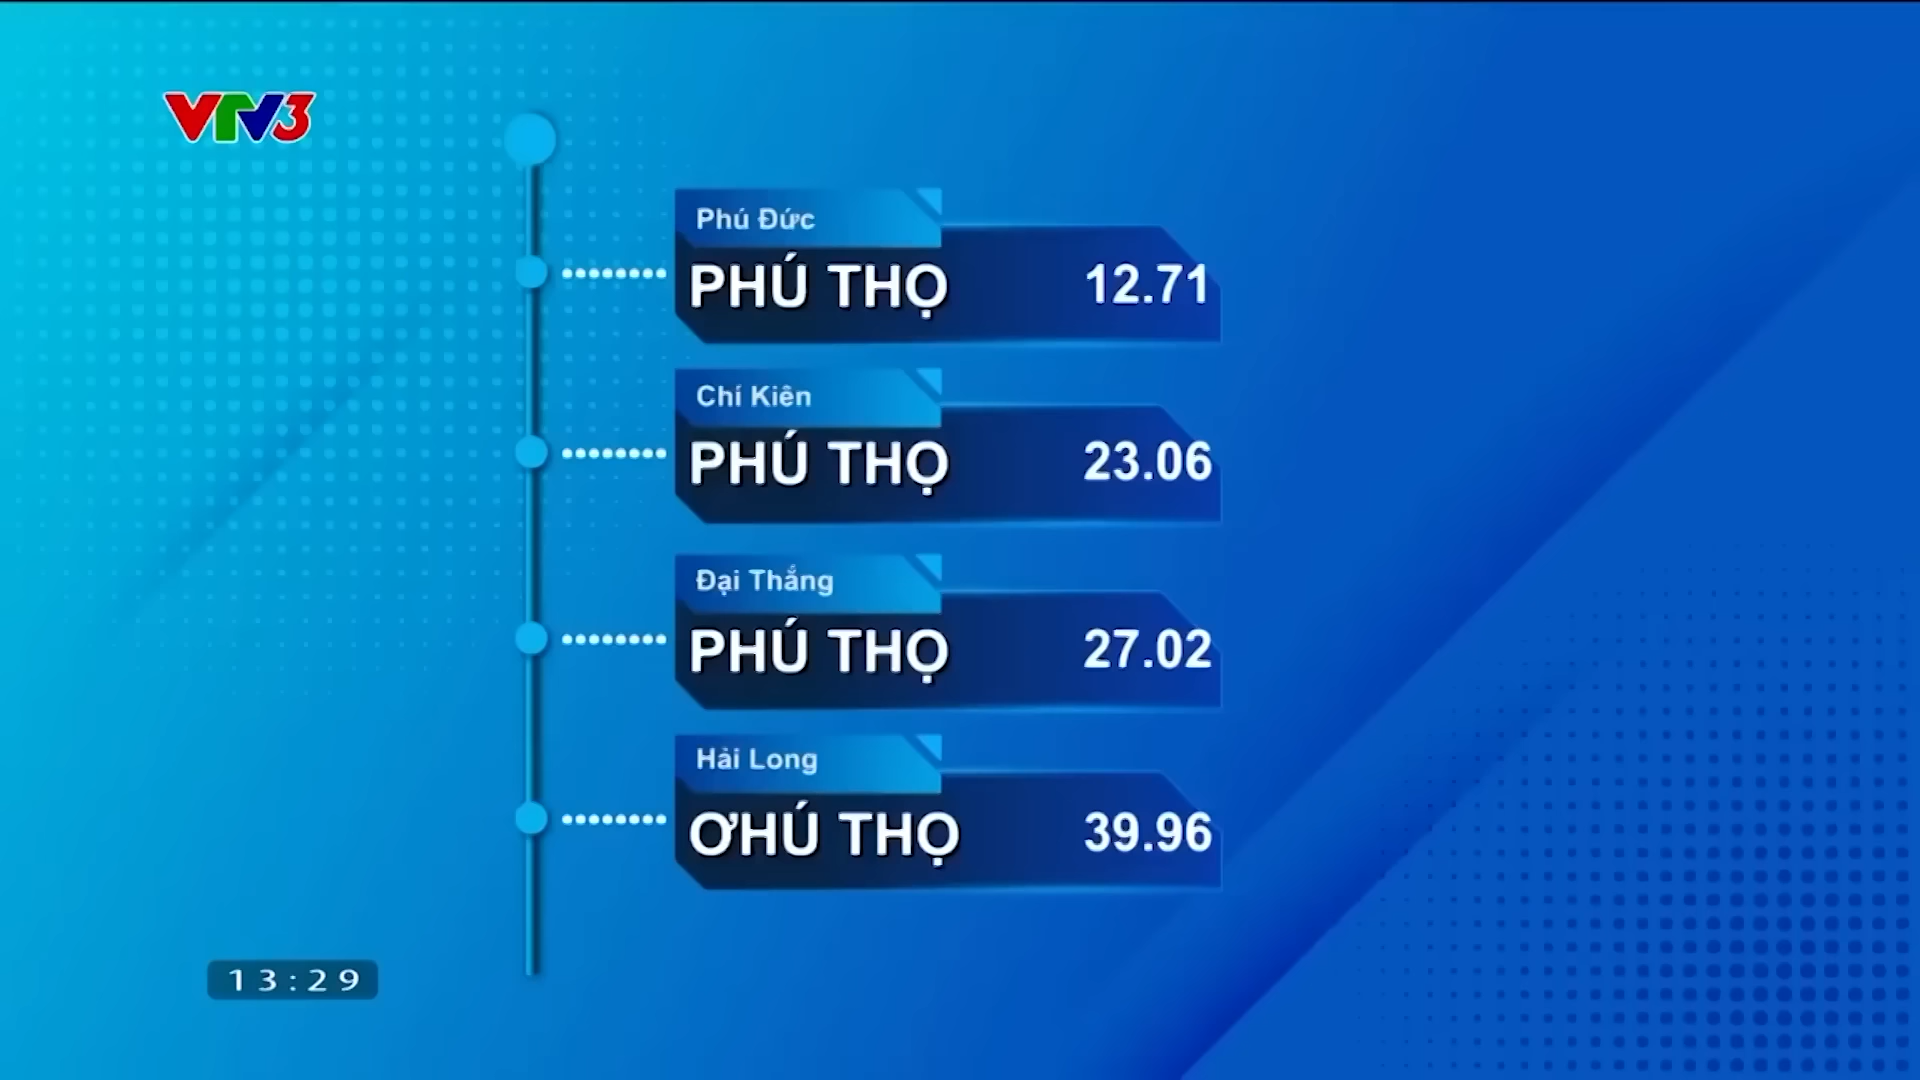 VTV3
Phú Đức
PHÚ THỌ 12.71
Chí Kiên
PHÚ THỌ 23.06
Đại Thắng
PHÚ THỌ 27.02
Hải Long
ƠHÚ THỌ 39.96
13:29